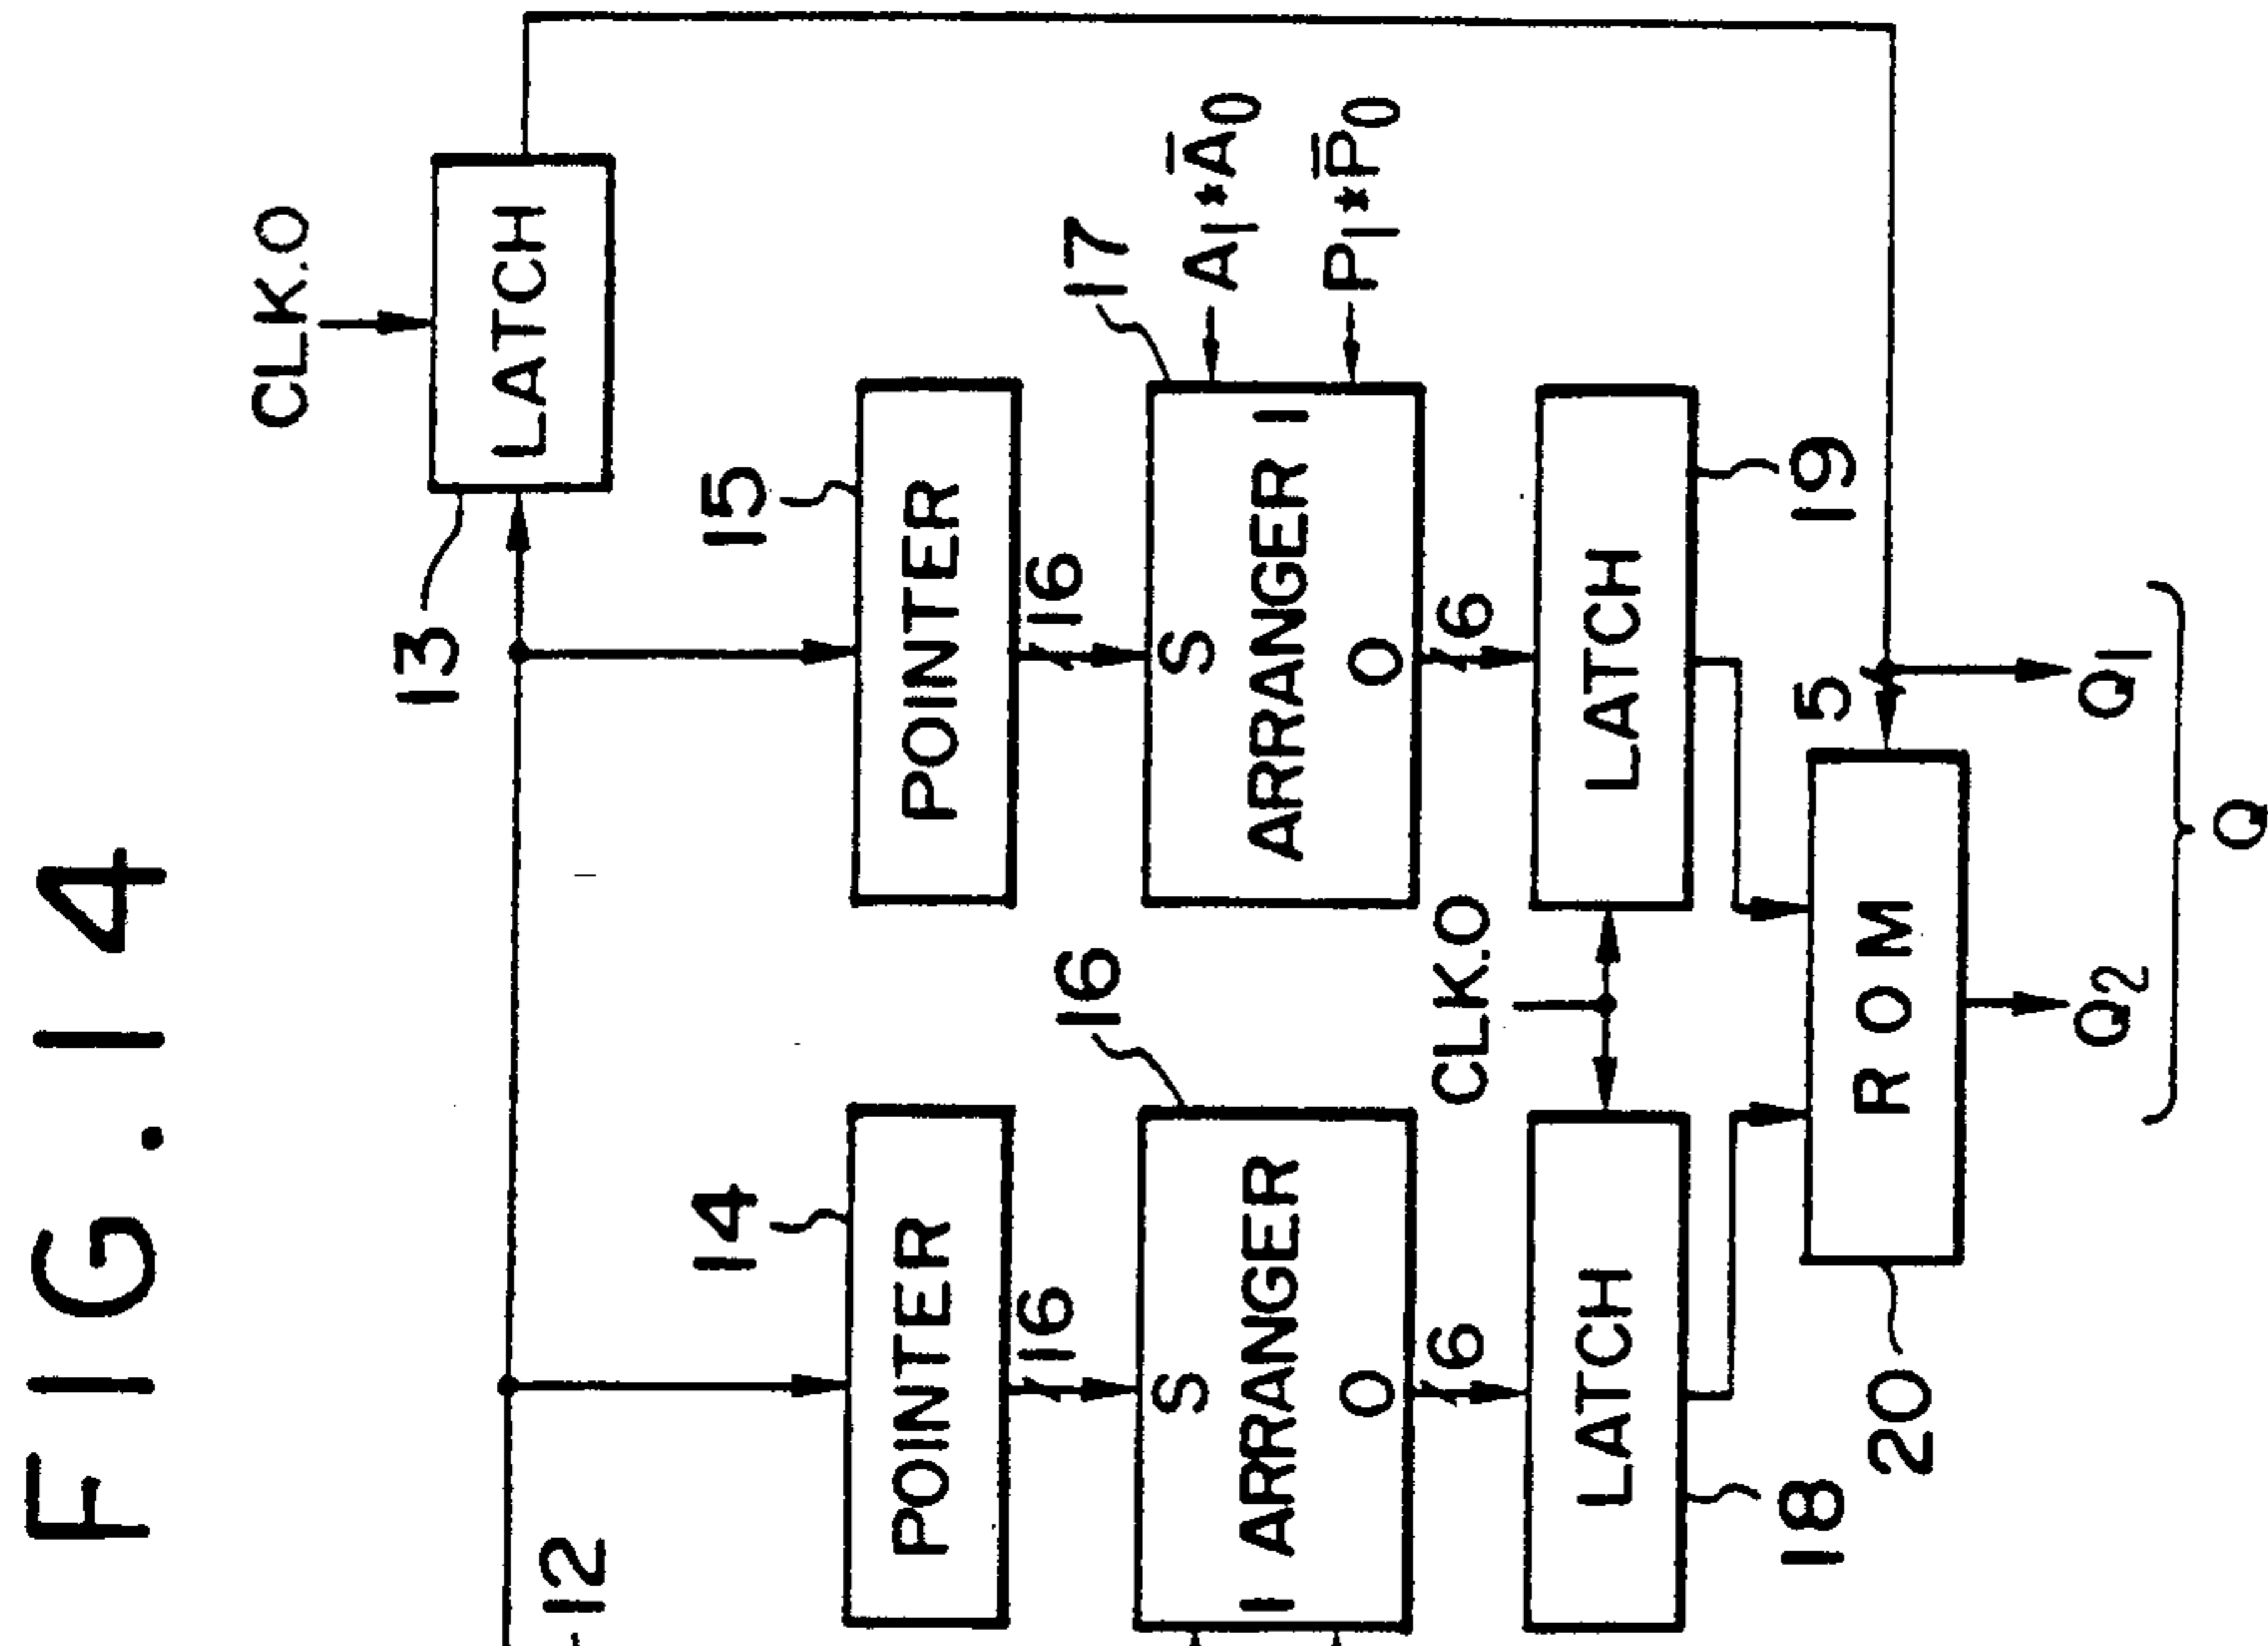 FIG.14
CLK.O
13
LATCH
12
14
15
POINTER
POINTER
16
16
16
17
S
S
I ARRANGER
ARRANGER I
A1*A̅0
P1*P̅0
O
O
6
6
CLK.O
LATCH
LATCH
18
19
5
20
ROM
Q2
Q1
Q